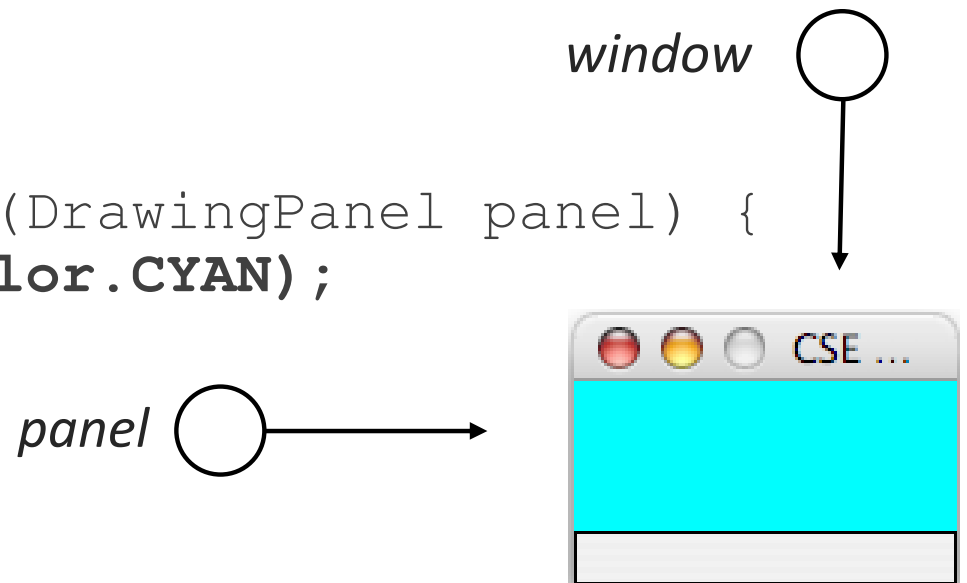 window
(DrawingPanel panel) {
lor.CYAN);
CSE ...
panel